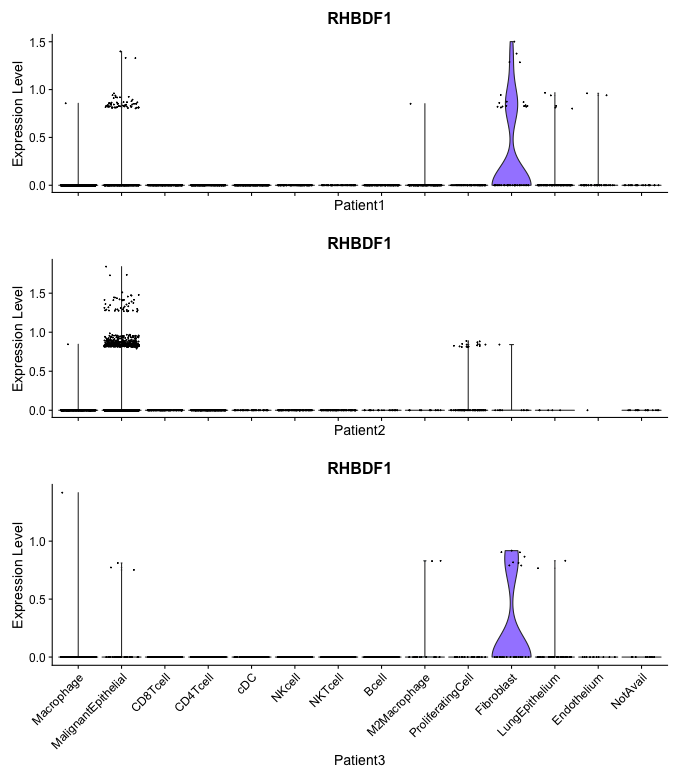 RHBDF1
Expression Level
1.5
1.0
0.5
0.0
Patient1
RHBDF1
Expression Level
1.5
1.0
0.5
0.0
Patient2
RHBDF1
Expression Level
1.0
0.5
0.0
Macrophage
MalignantEpithelial
CD8Tcell
CD4Tcell
cDC
NKcell
NKTcell
Bcell
M2Macrophage
ProliferatingCell
Fibroblast
LungEpithelium
Endothelium
NotAvail
Patient3